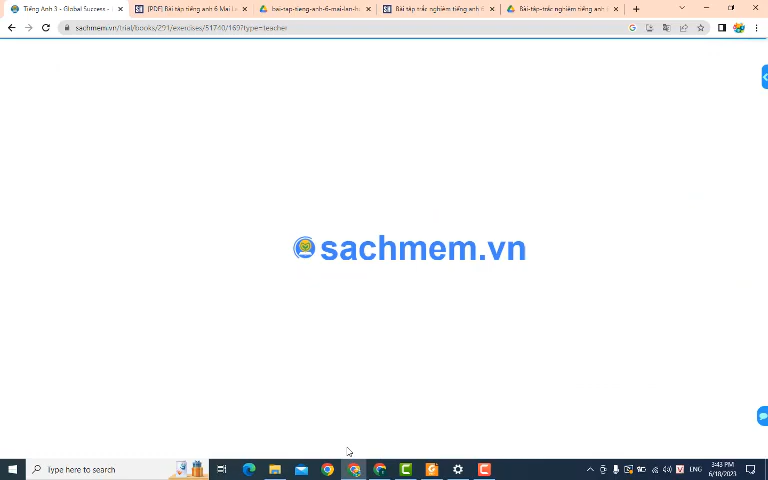 Tiếng Anh 3 - Global Success -
[PDF] Bài tập tiếng anh 6 Mai L
bai-tap-tieng-anh-6-mai-lan-h
Bài tập trắc nghiệm tiếng anh
Bài-tập-trắc nghiệm tiếng anh
sachmem.vn/trial/books/291/exercises/51740/169?type=teacher
sachmem.vn
Type here to search
ENG
3:43 PM
6/18/2023